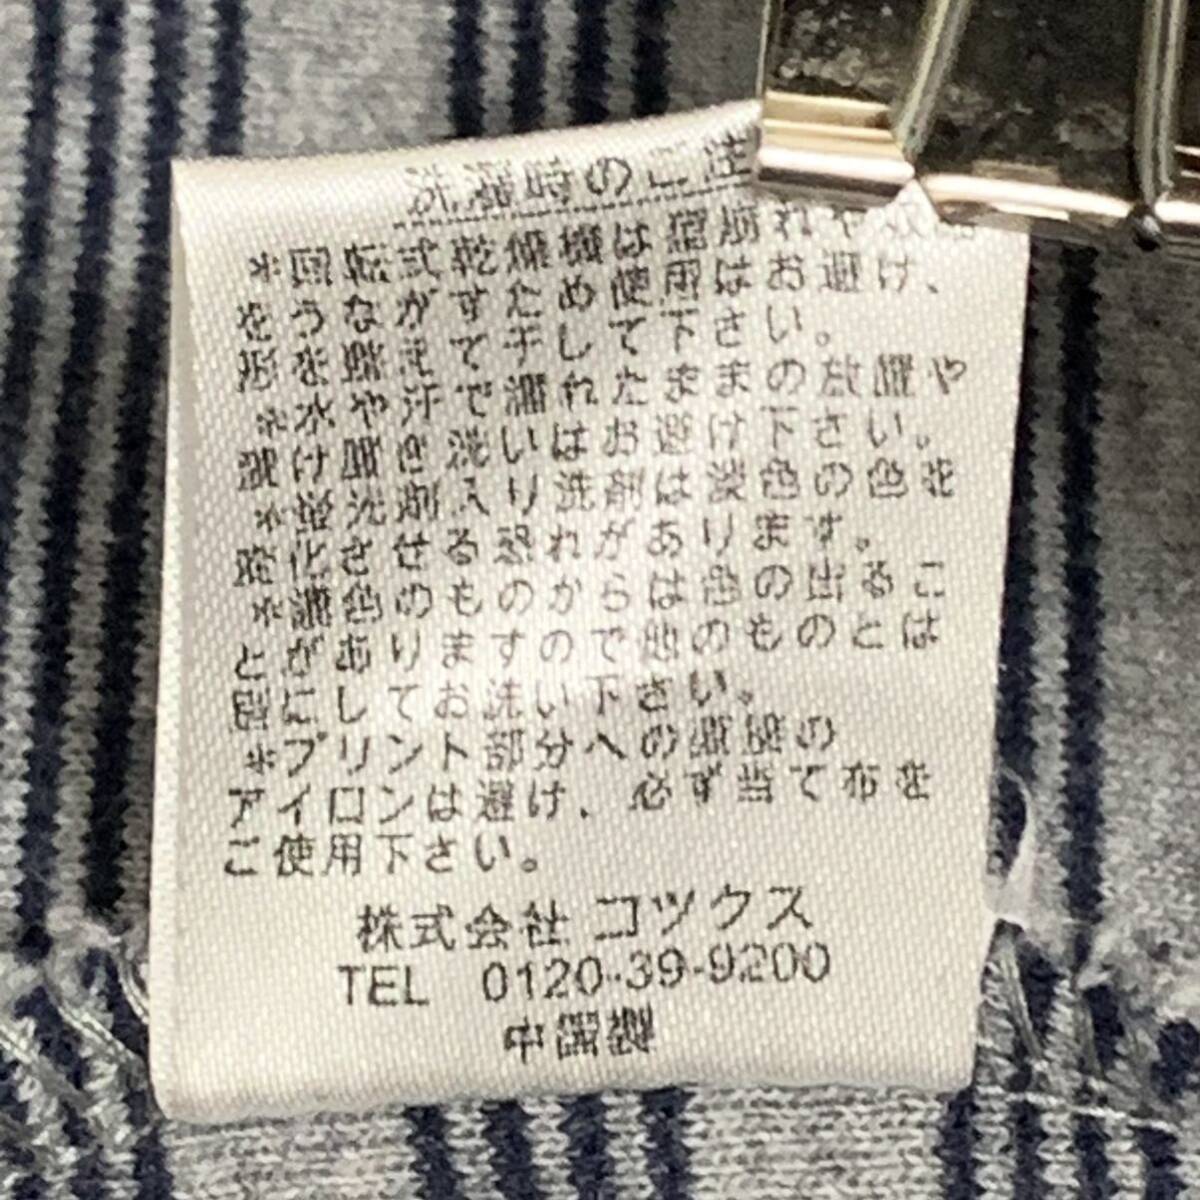 洗濯時のご注
※回転式乾燥機は型崩れや収縮
をうながすため使用はお避け、
形を整えて干して下さい。
※水や汗で濡れたままの放置や
漬け置き洗いはお避け下さい。
※蛍洗剤入り洗剤は淡色の色を
変化させる恐れがあります。
※濃色のものからは色の出るこ
とがありますので他のものとは
別にしてお洗い下さい。
※プリント部分への直接の
アイロンは避け、必ず当て布を
ご使用下さい。
株式会社 コックス
TEL 0120-39-9200
中国製